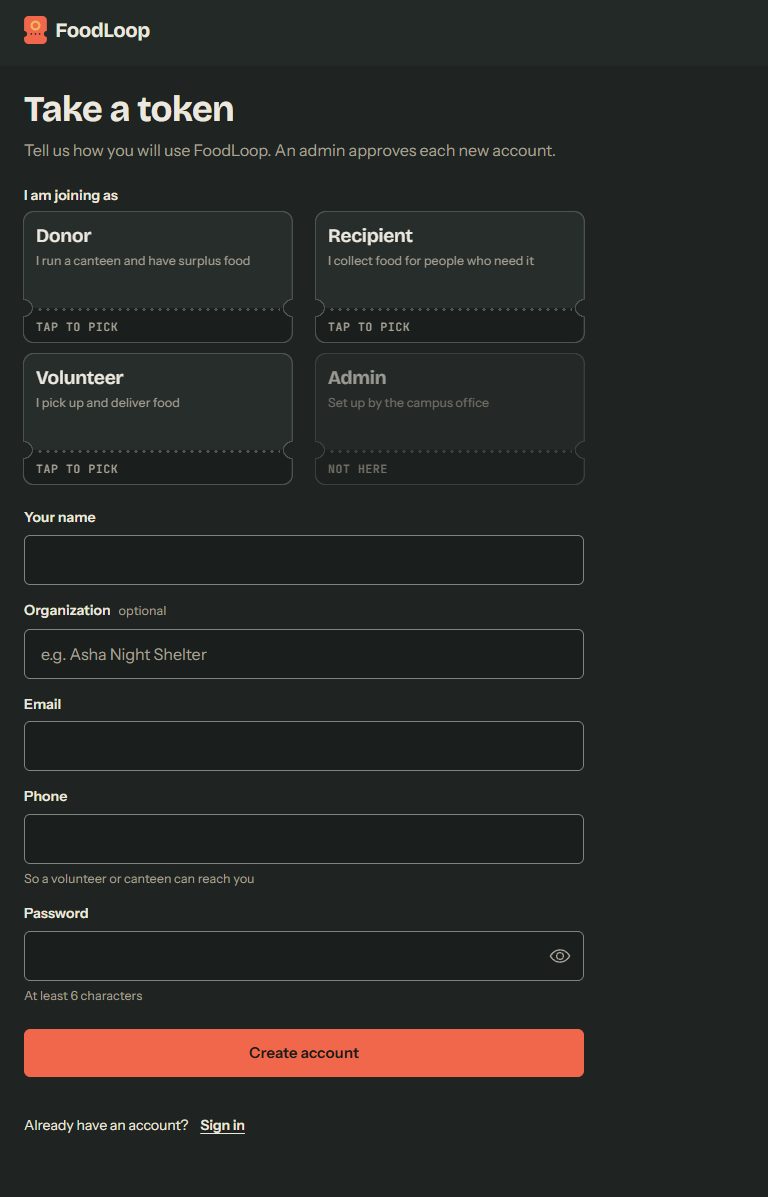 FoodLoop
Take a token
Tell us how you will use FoodLoop. An admin approves each new account.
I am joining as
Donor
I run a canteen and have surplus food
TAP TO PICK
Recipient
I collect food for people who need it
TAP TO PICK
Volunteer
I pick up and deliver food
TAP TO PICK
Admin
Set up by the campus office
NOT HERE
Your name
Organization optional
e.g. Asha Night Shelter
Email
Phone
So a volunteer or canteen can reach you
Password
At least 6 characters
Create account
Already have an account? Sign in